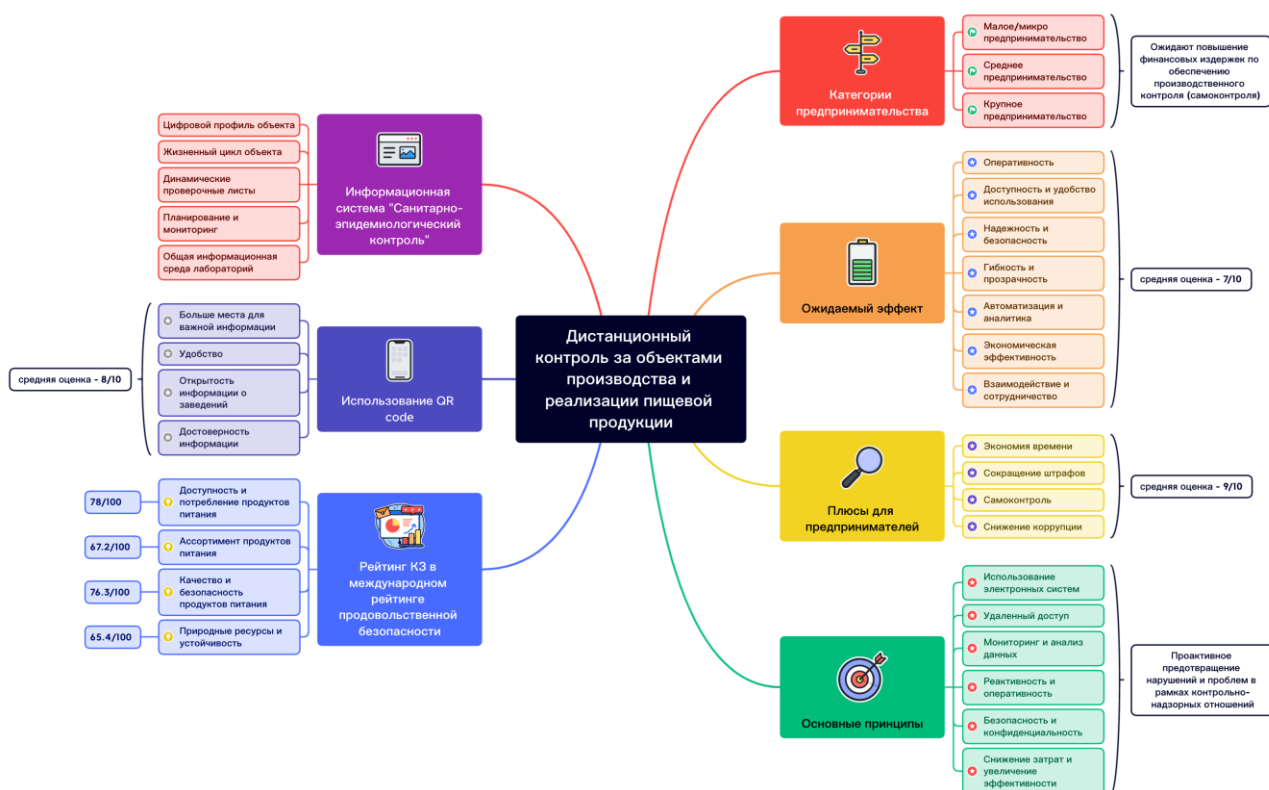 Дистанционный
контроль за объектами
производства и
реализации пищевой
продукции
Категории
предпринимательства
Малое/микро
предпринимательство
Среднее
предпринимательство
Крупное
предпринимательство
Ожидают повышение
финансовых издержек по
обеспечению
производственного
контроля (самоконтроля)
Ожидаемый эффект
Оперативность
Доступность и удобство
использования
Надежность и
безопасность
Гибкость и
прозрачность
Автоматизация и
аналитика
Экономическая
эффективность
Взаимодействие и
сотрудничество
средняя оценка - 7/10
Плюсы для
предпринимателей
Экономия времени
Сокращение штрафов
Самоконтроль
Снижение коррупции
средняя оценка - 9/10
Основные принципы
Использование
электронных систем
Удаленный доступ
Мониторинг и анализ
данных
Реактивность и
оперативность
Безопасность и
конфиденциальность
Снижение затрат и
увеличение
эффективности
Проактивное
предотвращение
нарушений и проблем в
рамках контрольно-
надзорных отношений
Информационная
система "Санитарно-
эпидемиологический
контроль"
Цифровой профиль объекта
Жизненный цикл объекта
Динамические
проверочные листы
Планирование и
мониторинг
Общая информационная
среда лабораторий
Использование QR
code
Больше места для
важной информации
Удобство
Открытость
информации о
заведений
Достоверность
информации
средняя оценка - 8/10
Рейтинг КЗ в
международном
рейтинге
продовольственной
безопасности
Доступность и
потребление продуктов
питания
78/100
Ассортимент продуктов
питания
67.2/100
Качество и
безопасность
продуктов питания
76.3/100
Природные ресурсы и
устойчивость
65.4/100